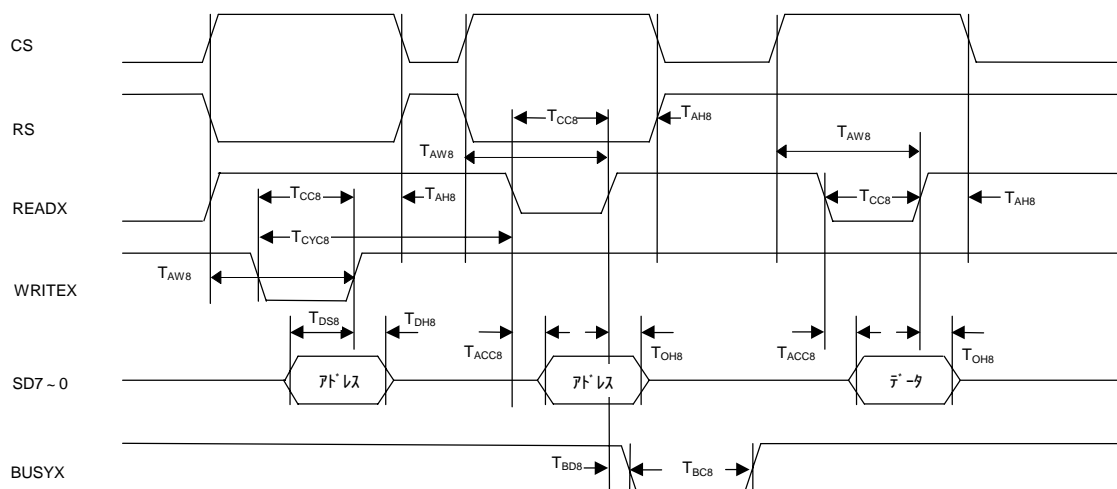 CS
RS
TCC8
TAH8
TAW8
TAW8
READX
TCC8
TAH8
TCC8
TAH8
TCYC8
TAW8
WRITEX
TDS8
TDH8
TACC8
TOH8
TACC8
TOH8
SD7~0
アドレス
アドレス
データ
BUSYX
TBD8
TBC8